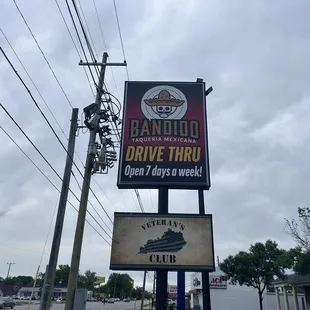 BANDIDO
TAQUERIA MEXICANA
DRIVE THRU
Open 7 days a week!
VETERAN'S
CLUB